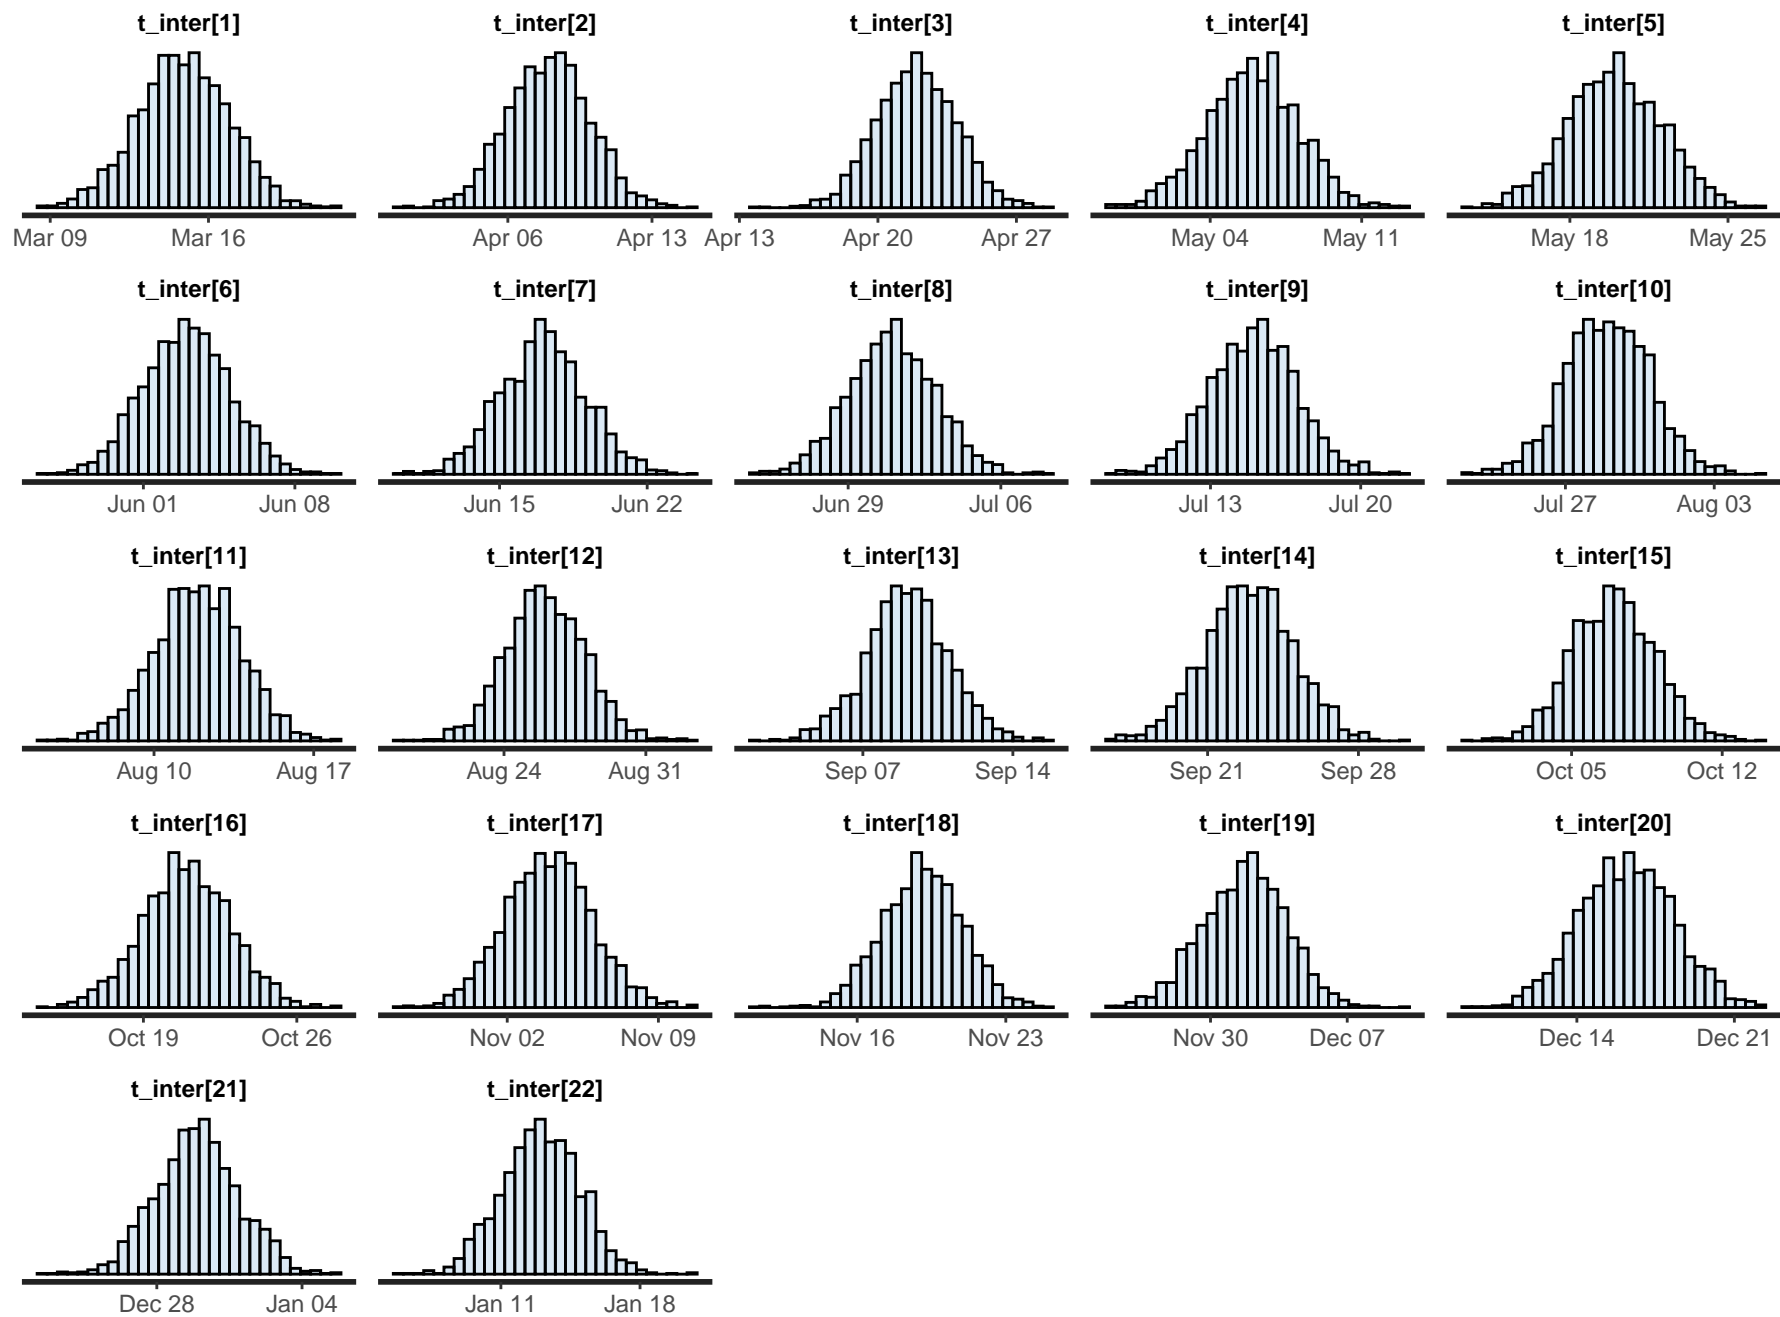 t_inter[1] t_inter[2] t_inter[3] t_inter[4] t_inter[5]
Mar 09 Mar 16 Apr 06 Apr 13 Apr 13 Apr 20 Apr 27 May 04 May 11 May 18 May 25
t_inter[6] t_inter[7] t_inter[8] t_inter[9] t_inter[10]
Jun 01 Jun 08 Jun 15 Jun 22 Jun 29 Jul 06 Jul 13 Jul 20 Jul 27 Aug 03
t_inter[11] t_inter[12] t_inter[13] t_inter[14] t_inter[15]
Aug 10 Aug 17 Aug 24 Aug 31 Sep 07 Sep 14 Sep 21 Sep 28 Oct 05 Oct 12
t_inter[16] t_inter[17] t_inter[18] t_inter[19] t_inter[20]
Oct 19 Oct 26 Nov 02 Nov 09 Nov 16 Nov 23 Nov 30 Dec 07 Dec 14 Dec 21
t_inter[21] t_inter[22]
Dec 28 Jan 04 Jan 11 Jan 18